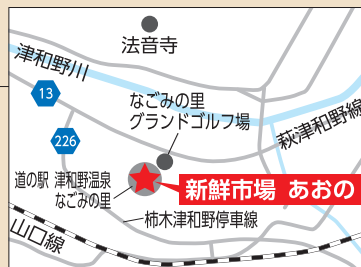 法音寺
津和野川
13
なごみの里
グランドゴルフ場
萩津和野線
226
道の駅 津和野温泉
なごみの里
新鮮市場 あおの
柿木津和野停車線
山口線